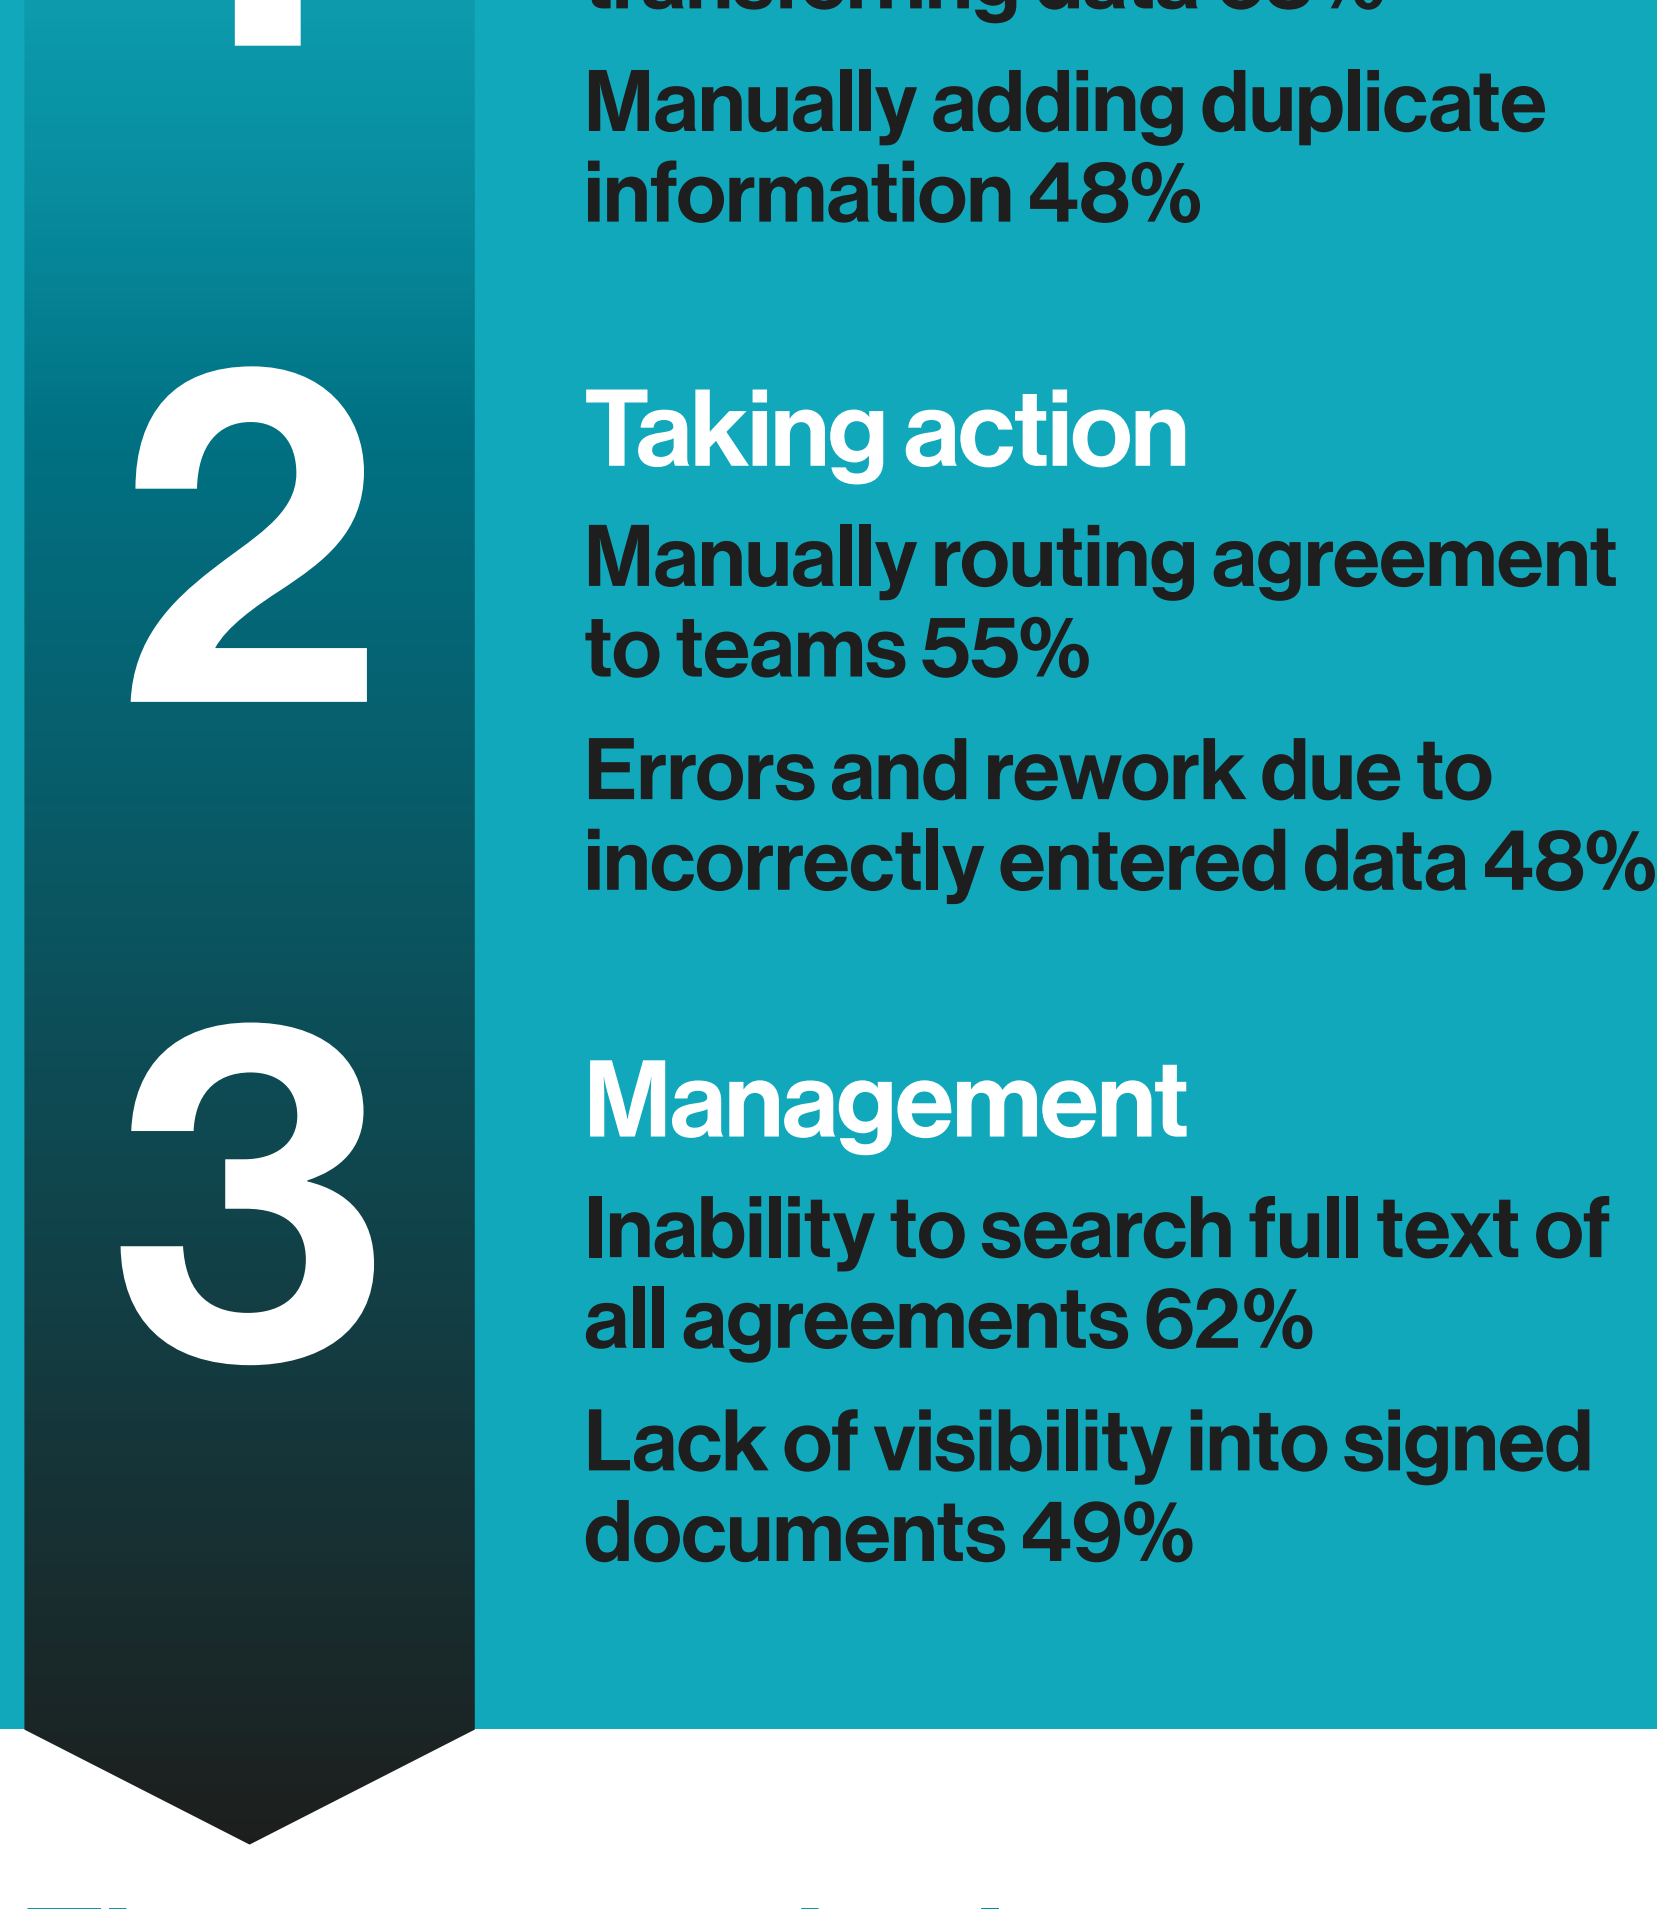 transferring data
Manually adding duplicate
information 48%
2
Taking action
Manually routing agreement
to teams 55%
Errors and rework due to
incorrectly entered data 48%
3
Management
Inability to search full text of
all agreements 62%
Lack of visibility into signed
documents 49%